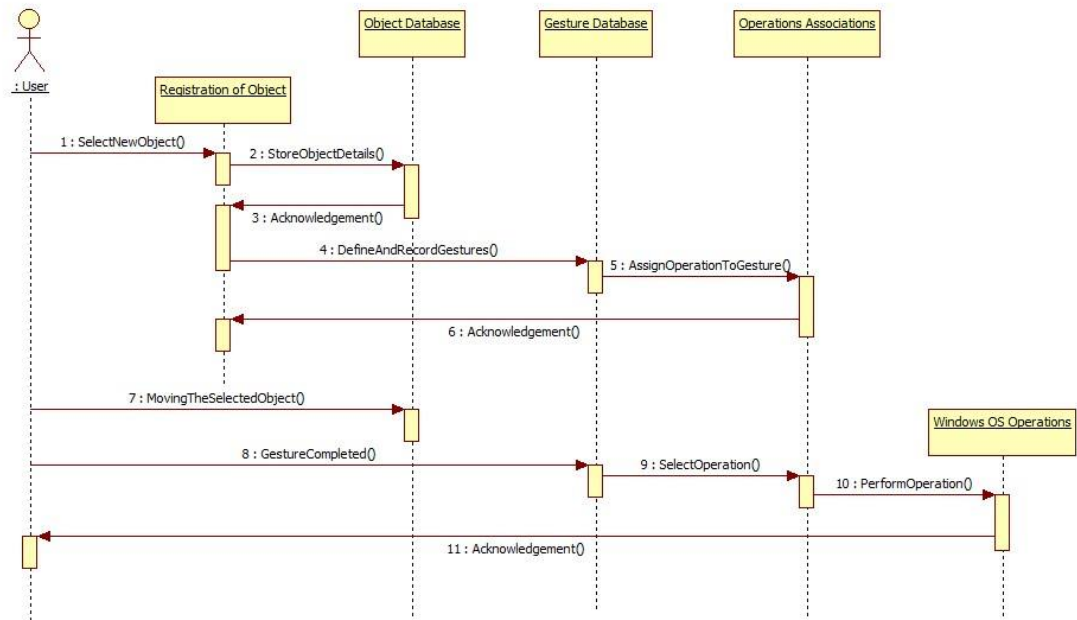 Object Database
Gesture Database
Operations Associations
: User
Registration of Object
1 : SelectNewObject()
2 : StoreObjectDetails()
3 : Acknowledgement()
4 : DefineAndRecordGestures()
5 : AssignOperationToGesture()
6 : Acknowledgement()
7 : MovingTheSelectedObject()
Windows OS Operations
8 : GestureCompleted()
9 : SelectOperation()
10 : PerformOperation()
11 : Acknowledgement()